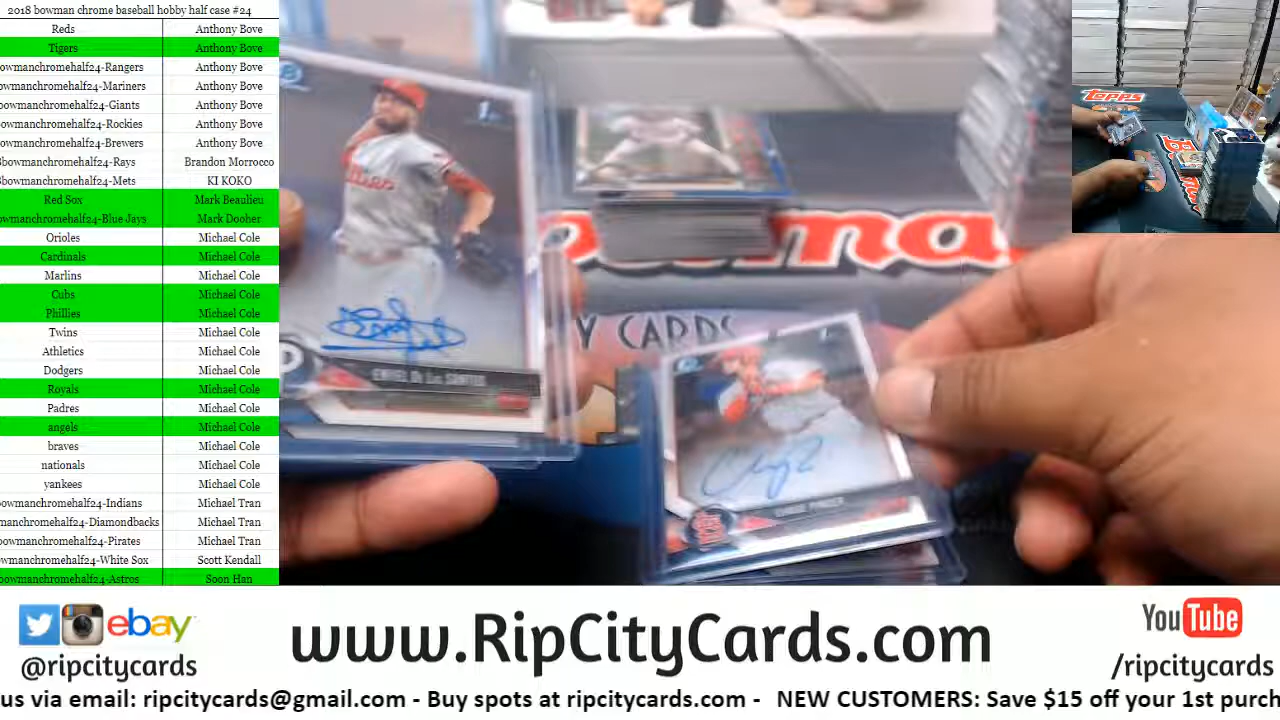 2018 bowman chrome baseball hobby half case #24
Reds Anthony Bove
Tigers Anthony Bove
owmanchromehalf24-Rangers Anthony Bove
owmanchromehalf24-Mariners Anthony Bove
bowmanchromehalf24-Giants Anthony Bove
owmanchromehalf24-Rockies Anthony Bove
owmanchromehalf24-Brewers Anthony Bove
bowmanchromehalf24-Rays Brandon Morrocco
bowmanchromehalf24-Mets KI KOKO
Red Sox Mark Beaulieu
owmanchromehalf24-Blue Jays Mark Dooher
Orioles Michael Cole
Cardinals Michael Cole
Marlins Michael Cole
Cubs Michael Cole
Phillies Michael Cole
Twins Michael Cole
Athletics Michael Cole
Dodgers Michael Cole
Royals Michael Cole
Padres Michael Cole
angels Michael Cole
braves Michael Cole
nationals Michael Cole
yankees Michael Cole
owmanchromehalf24-Indians Michael Tran
manchromehalf24-Diamondbacks Michael Tran
owmanchromehalf24-Pirates Michael Tran
owmanchromehalf24-White Sox Scott Kendall
bowmanchromehalf24-Astros Soon Han
Topps
Y CARDS
ebay
@ripcitycards
www.RipCityCards.com
YouTube
/ripcitycards
us via email: ripcitycards@gmail.com - Buy spots at ripcitycards.com - NEW CUSTOMERS: Save $15 off your 1st purch